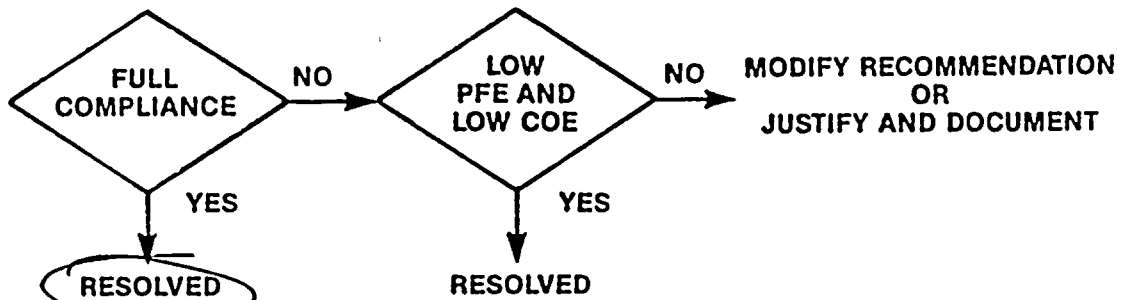 FULL
COMPLIANCE
NO
LOW
PFE AND
LOW COE
NO
MODIFY RECOMMENDATION
OR
JUSTIFY AND DOCUMENT
YES
YES
RESOLVED
RESOLVED